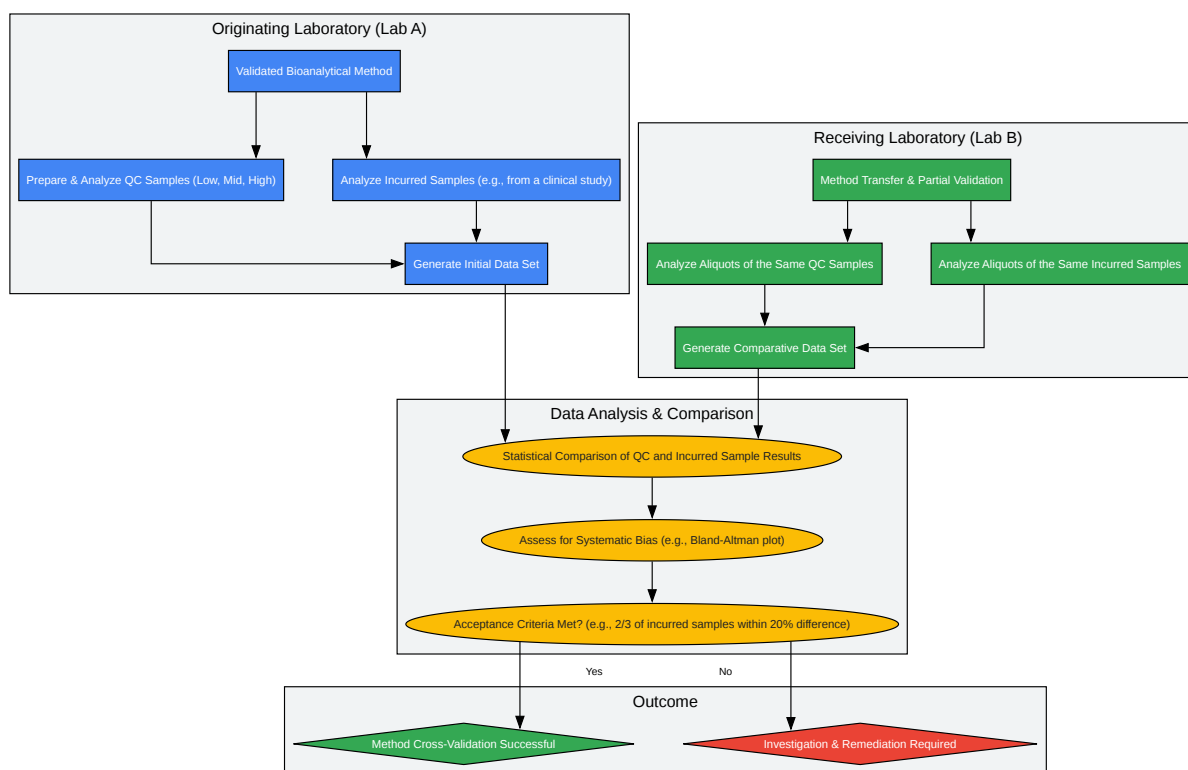 Originating Laboratory (Lab A)
Validated Bioanalytical Method
Prepare & Analyze QC Samples (Low, Mid, High)
Analyze Incurred Samples (e.g., from a clinical study)
Generate Initial Data Set
Receiving Laboratory (Lab B)
Method Transfer & Partial Validation
Analyze Aliquots of the Same QC Samples
Analyze Aliquots of the Same Incurred Samples
Generate Comparative Data Set
Data Analysis & Comparison
Statistical Comparison of QC and Incurred Sample Results
Assess for Systematic Bias (e.g., Bland-Altman plot)
Acceptance Criteria Met? (e.g., 2/3 of incurred samples within 20% difference)
Yes
No
Outcome
Method Cross-Validation Successful
Investigation & Remediation Required